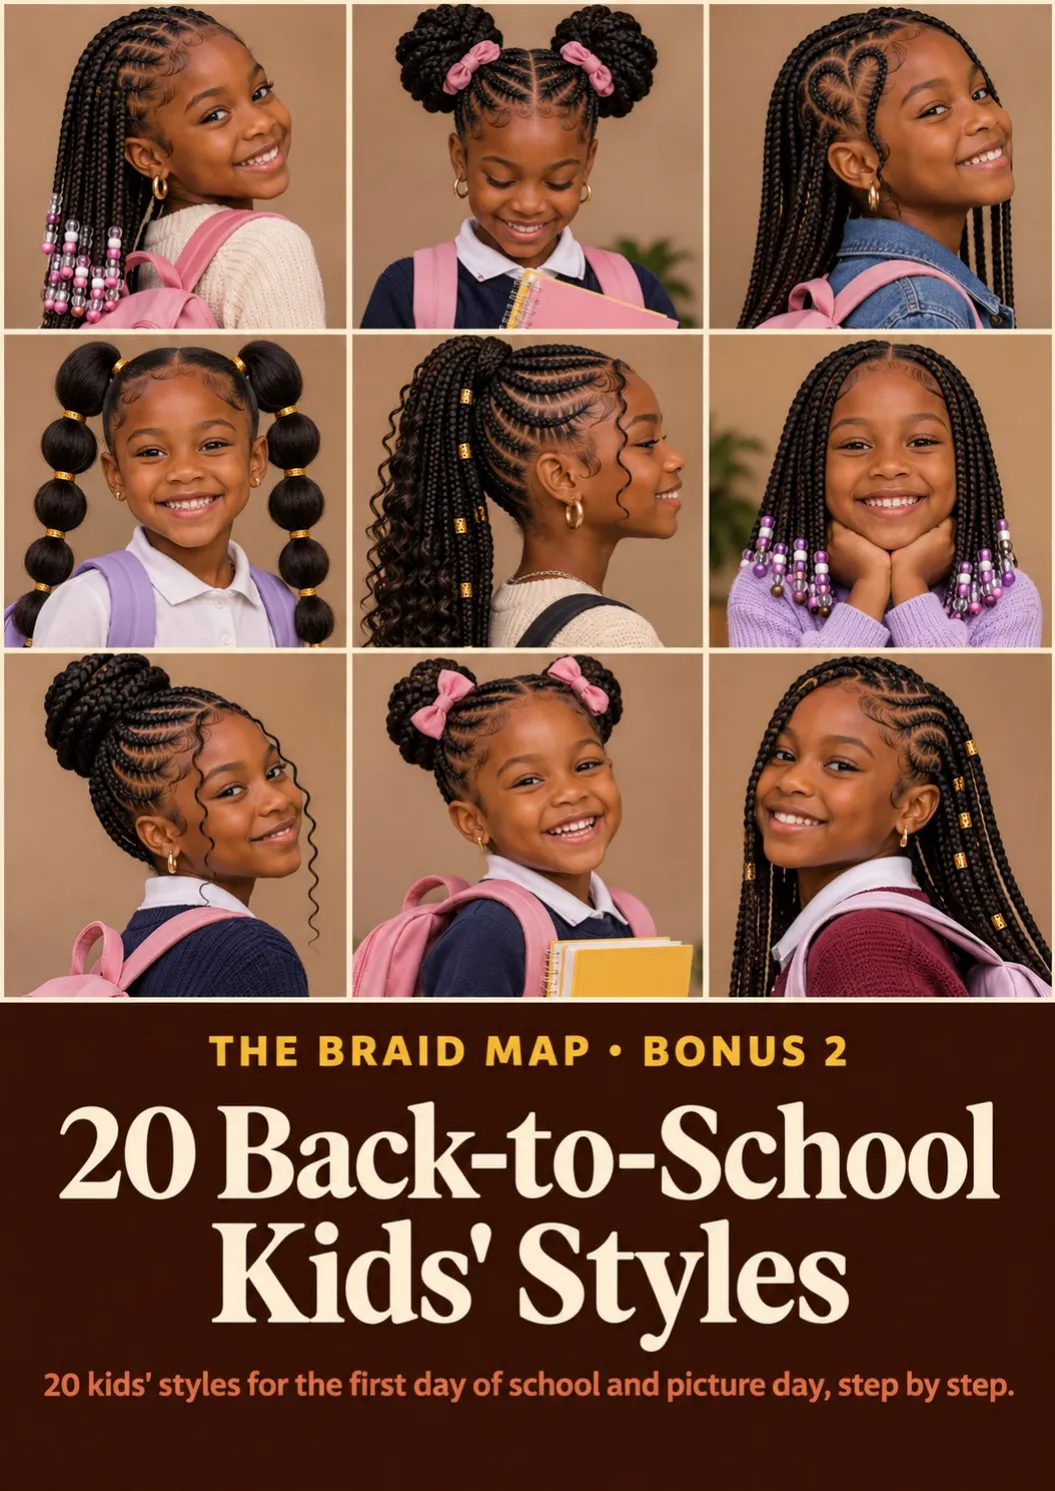 THE BRAID MAP • BONUS 2
20 Back-to-School
Kids' Styles
20 kids' styles for the first day of school and picture day, step by step.